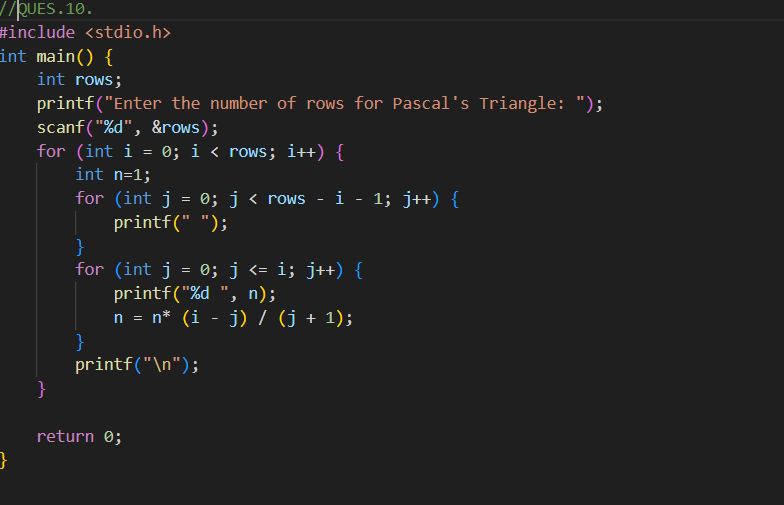 //QUES.10.
#include <stdio.h>
int main() {
    int rows;
    printf("Enter the number of rows for Pascal's Triangle: ");
    scanf("%d", &rows);
    for (int i = 0; i < rows; i++) {
        int n=1;
        for (int j = 0; j < rows - i - 1; j++) {
            printf(" ");
        }
        for (int j = 0; j <= i; j++) {
            printf("%d ", n);
            n = n* (i - j) / (j + 1);
        }
        printf("\n");
    }

    return 0;
}